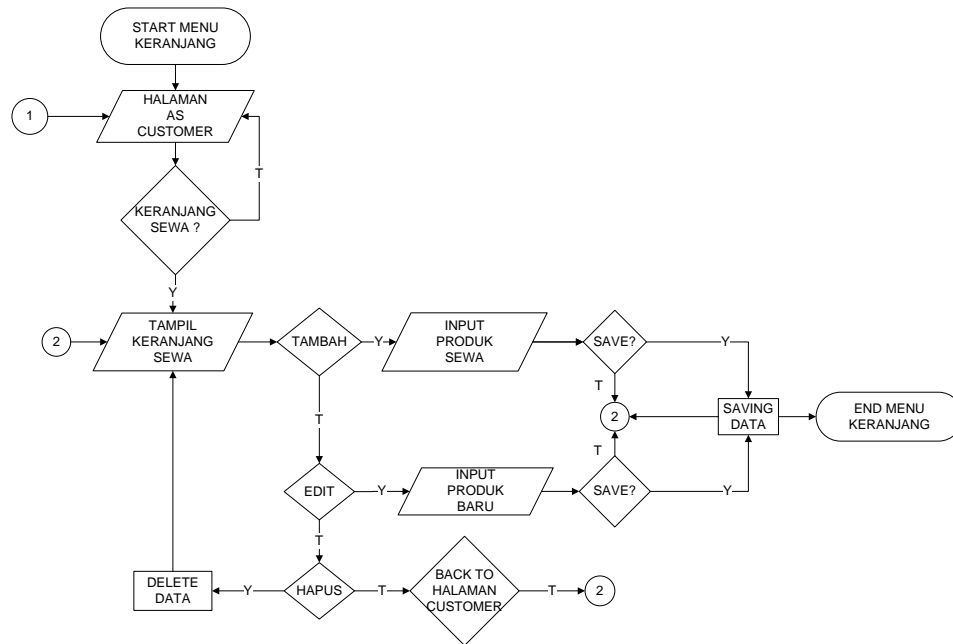 START MENU
KERANJANG
1
HALAMAN
AS
CUSTOMER
T
KERANJANG
SEWA ?
Y
2
TAMPIL
KERANJANG
SEWA
TAMBAH
Y
INPUT
PRODUK
SEWA
SAVE?
Y
T
T
2
SAVING
DATA
END MENU
KERANJANG
T
EDIT
Y
INPUT
PRODUK
BARU
SAVE?
Y
T
DELETE
DATA
Y
HAPUS
T
BACK TO
HALAMAN
CUSTOMER
T
2